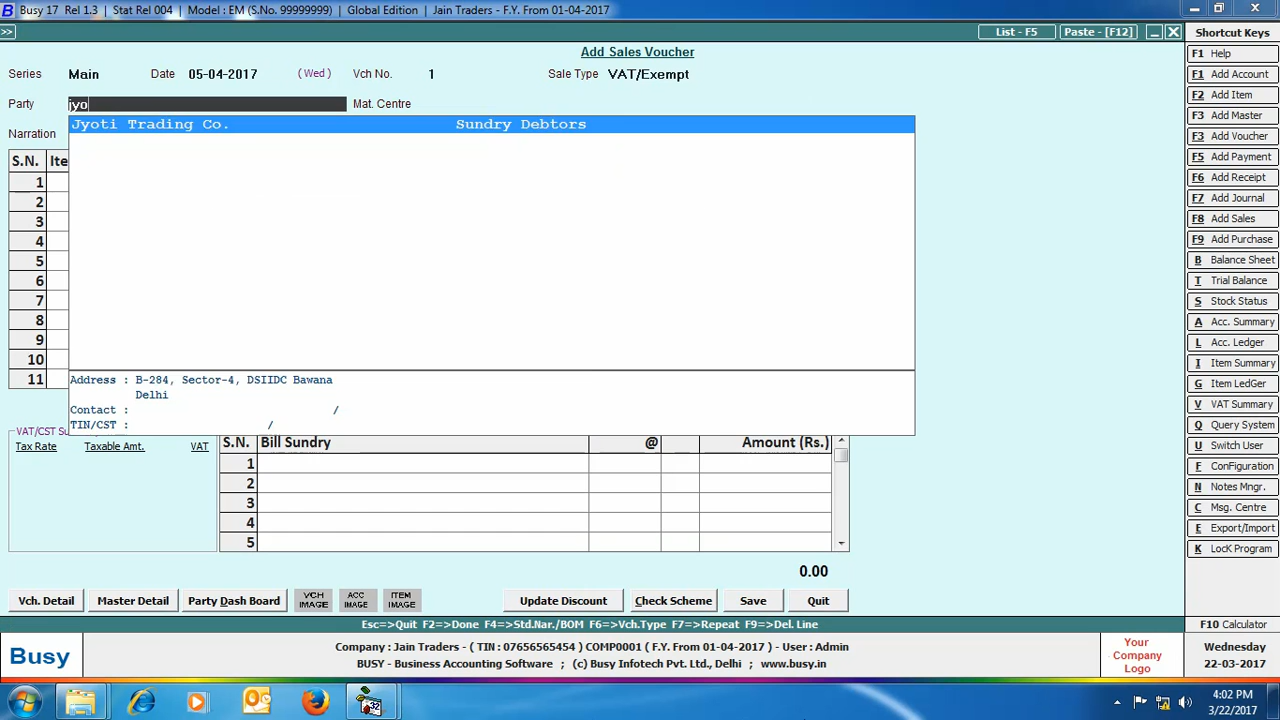 Busy 17 Rel 1.3 | Stat Rel 004 | Model : EM (S.No. 99999999) | Global Edition | Jain Traders - F.Y. From 01-04-2017
>> List - F5 Paste - [F12] Shortcut Keys
Add Sales Voucher
Series Main Date 05-04-2017 (Wed) Vch No. 1 Sale Type VAT/Exempt
Party jyo Mat. Centre
Jyoti Trading Co. Sundry Debtors
Narration
S.N. Ite
1
2
3
4
5
6
7
8
9
10
11
Address : B-284, Sector-4, DSIIDC Bawana
Delhi
Contact : /
TIN/CST : /
VAT/CST Su
Tax Rate Taxable Amt. VAT
S.N. Bill Sundry @ Amount (Rs.)
1
2
3
4
5
0.00
Vch. Detail Master Detail Party Dash Board VCH IMAGE ACC IMAGE ITEM IMAGE Update Discount Check Scheme Save Quit
Esc=>Quit F2=>Done F4=>Std.Nar./BOM F6=>Vch.Type F7=>Repeat F9=>Del. Line
F1 Help
F1 Add Account
F2 Add Item
F3 Add Master
F3 Add Voucher
F5 Add Payment
F6 Add Receipt
F7 Add Journal
F8 Add Sales
F9 Add Purchase
B Balance Sheet
T Trial Balance
S Stock Status
A Acc. Summary
L Acc. Ledger
I Item Summary
G Item LedGer
V VAT Summary
Q Query System
U Switch User
F Configuration
N Notes Mngr.
C Msg. Centre
E Export/Import
K LocK Program
F10 Calculator
Busy
Company : Jain Traders - ( TIN : 07656565454 ) COMP0001 ( F.Y. From 01-04-2017 ) - User : Admin
BUSY - Business Accounting Software ; (c) Busy Infotech Pvt. Ltd., Delhi ; www.busy.in
Your
Company
Logo
Wednesday
22-03-2017
32
4:02 PM
3/22/2017